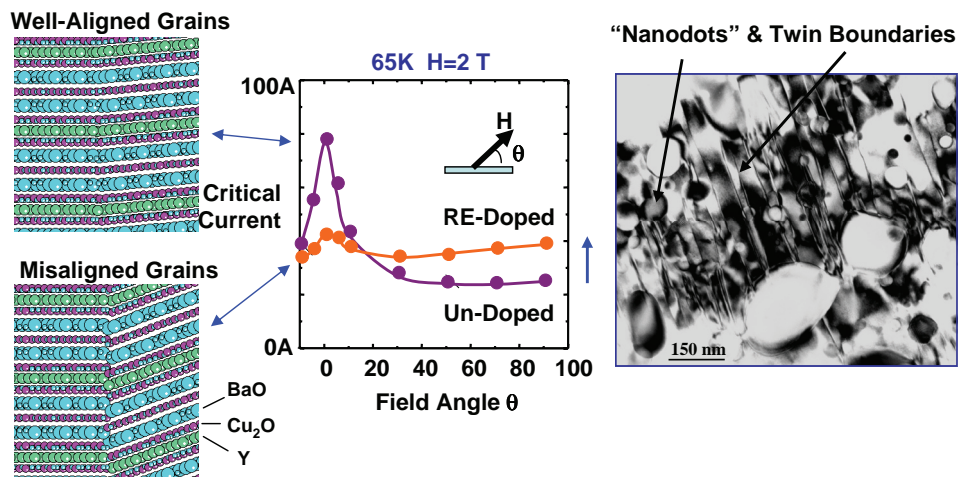 Well-Aligned Grains
Misaligned Grains
BaO
Cu2O
Y
65K H=2 T
100A
Critical
Current
0A
H
θ
RE-Doped
Un-Doped
0 20 40 60 80 100
Field Angle θ
“Nanodots” & Twin Boundaries
150 nm